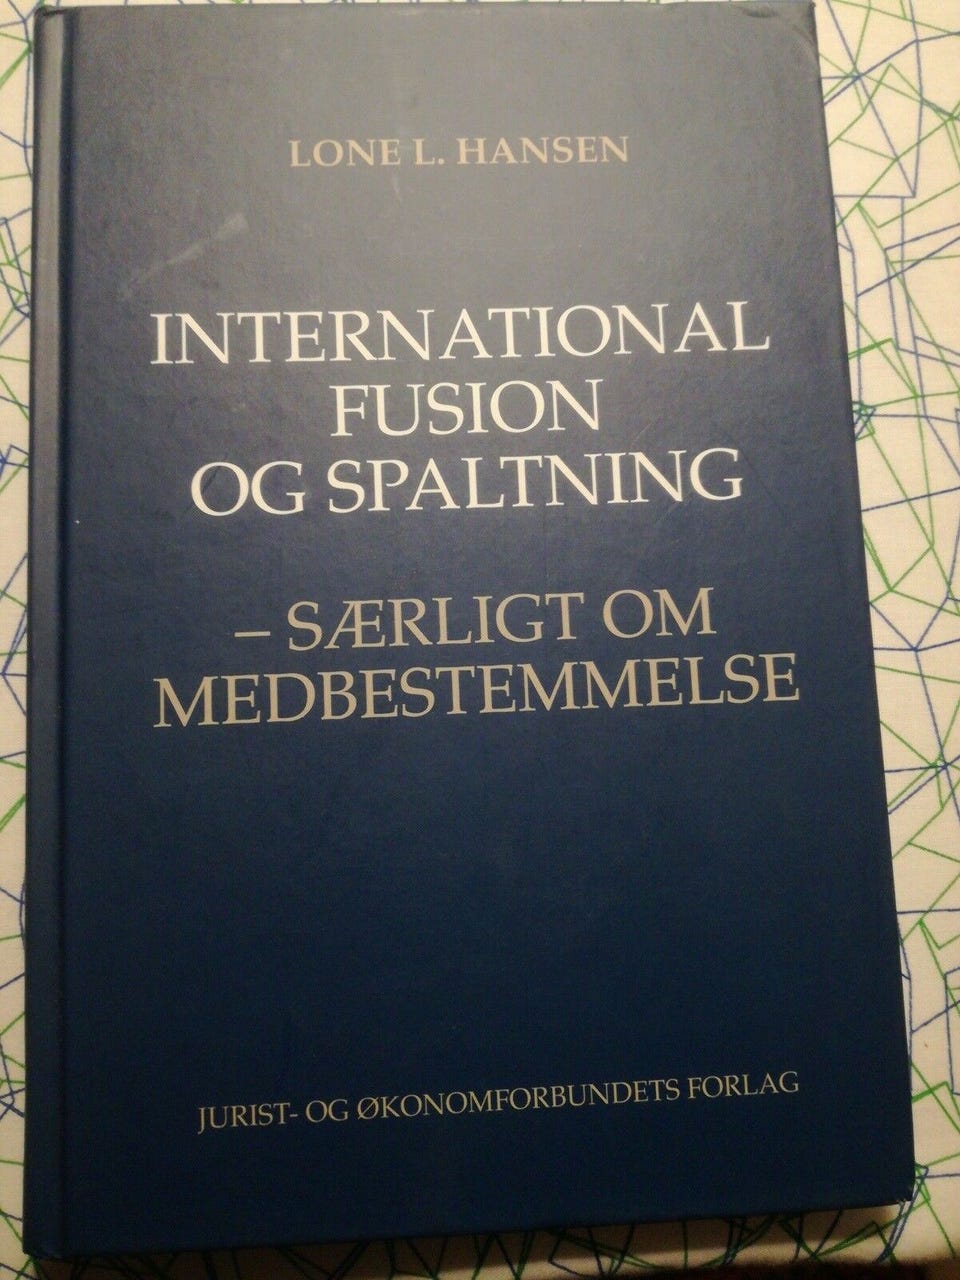 LONE L. HANSEN
INTERNATIONAL
FUSION
OG SPALTNING
– SÆRLIGT OM
MEDBESTEMMELSE
JURIST- OG ØKONOMFORBUNDETS FORLAG